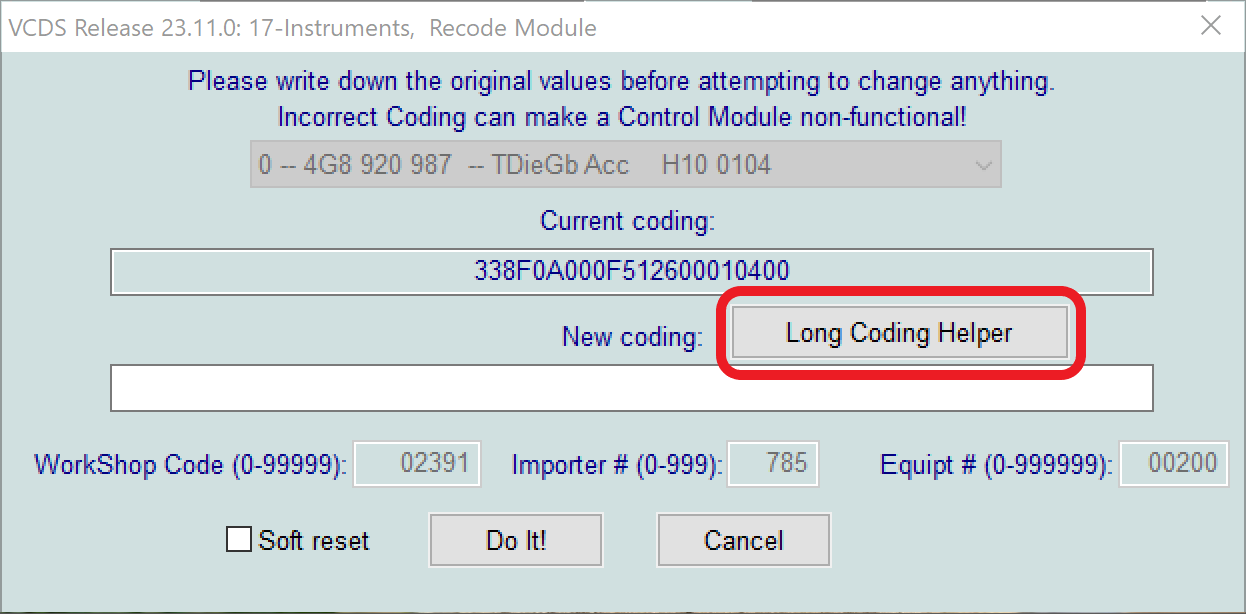 VCDS Release 23.11.0: 17-Instruments,  Recode Module
Please write down the original values before attempting to change anything.
Incorrect Coding can make a Control Module non-functional!
0 -- 4G8 920 987  -- TDieGb Acc    H10 0104
Current coding:
338F0A000F512600010400
New coding: Long Coding Helper
WorkShop Code (0-99999): 02391 Importer # (0-999): 785 Equipt # (0-999999): 00200
Soft reset Do It! Cancel